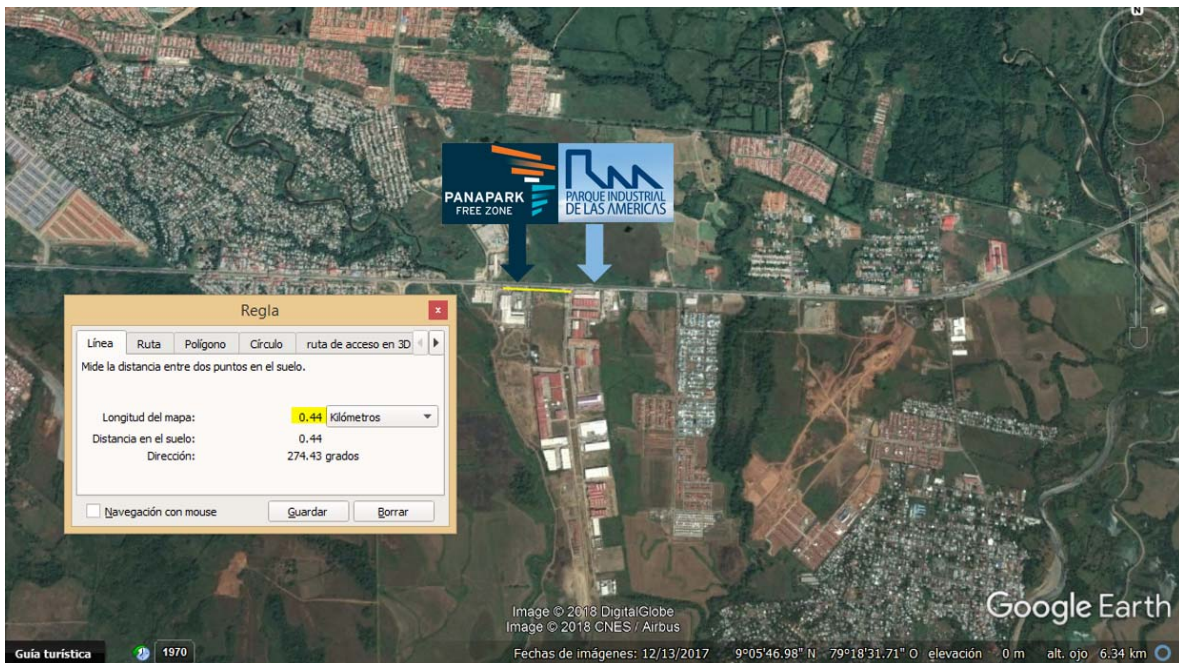 N
PANAPARK
FREE ZONE
PARQUE INDUSTRIAL
DE LAS AMERICAS
Regla
x
Línea Ruta Polígono Círculo ruta de acceso en 3D
Mide la distancia entre dos puntos en el suelo.
Longitud del mapa: 0.44 Kilómetros
Distancia en el suelo: 0.44
Dirección: 274.43 grados
Navegación con mouse Guardar Borrar
Image © 2018 DigitalGlobe
Image © 2018 CNES / Airbus
Google Earth
Guía turística 1970 Fechas de imágenes: 12/13/2017 9°05'46.98" N 79°18'31.71" O elevación 0 m alt. ojo 6.34 km